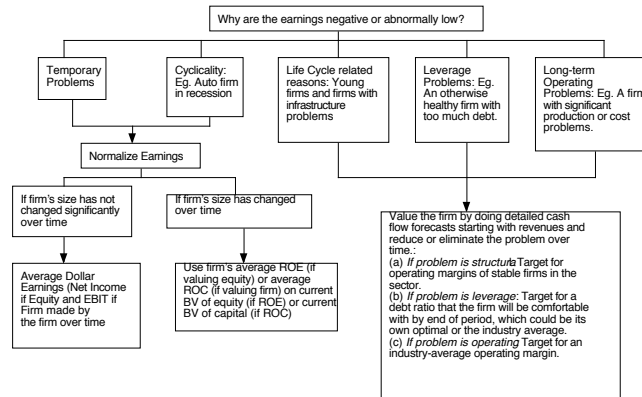 Why are the earnings negative or abnormally low?
Temporary
Problems
Cyclicality:
Eg. Auto firm
in recession
Life Cycle related
reasons: Young
firms and firms with
infrastructure
problems
Leverage
Problems: Eg.
An otherwise
healthy firm with
too much debt.
Long-term
Operating
Problems: Eg. A firm
with significant
production or cost
problems.
Normalize Earnings
If firm's size has not
changed significantly
over time
If firm's size has changed
over time
Average Dollar
Earnings (Net Income
if Equity and EBIT if
Firm made by
the firm over time
Use firm's average ROE (if
valuing equity) or average
ROC (if valuing firm) on current
BV of equity (if ROE) or current
BV of capital (if ROC)
Value the firm by doing detailed cash
flow forecasts starting with revenues and
reduce or eliminate the problem over
time.:
(a) If problem is structural: Target for
operating margins of stable firms in the
sector.
(b) If problem is leverage: Target for a
debt ratio that the firm will be comfortable
with by end of period, which could be its
own optimal or the industry average.
(c) If problem is operating: Target for an
industry-average operating margin.